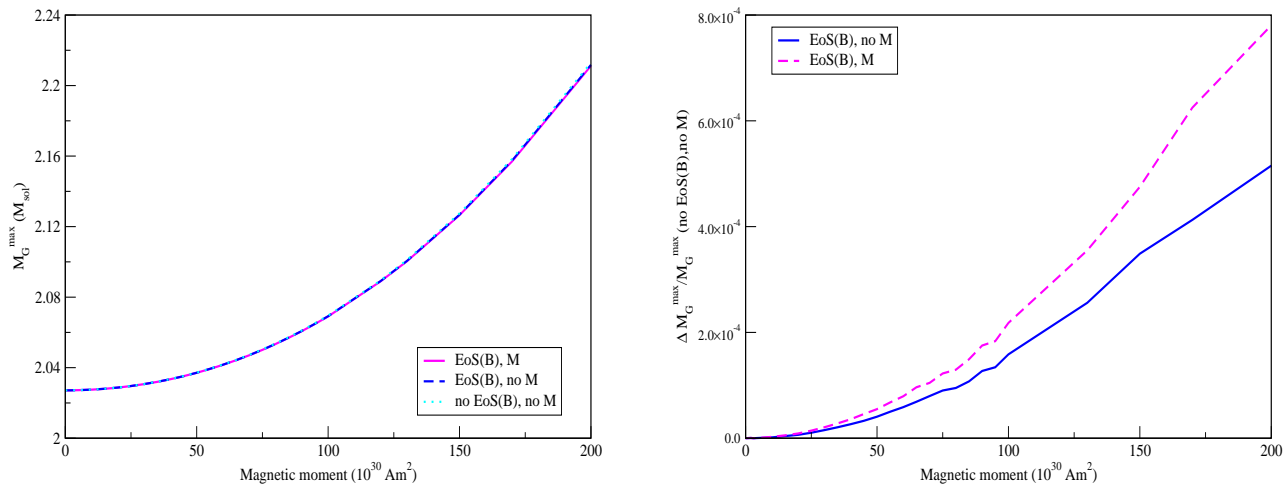 2.24
2.2
2.16
2.12
2.08
2.04
2
M_G^max (M_sol)
0
50
100
150
200
Magnetic moment (10^30 Am^2)
EoS(B), M
EoS(B), no M
no EoS(B), no M
8.0×10^-4
6.0×10^-4
4.0×10^-4
2.0×10^-4
0.0
Δ M_G^max/M_G^max (no EoS(B),no M)
0
50
100
150
200
Magnetic moment (10^30 Am^2)
EoS(B), no M
EoS(B), M